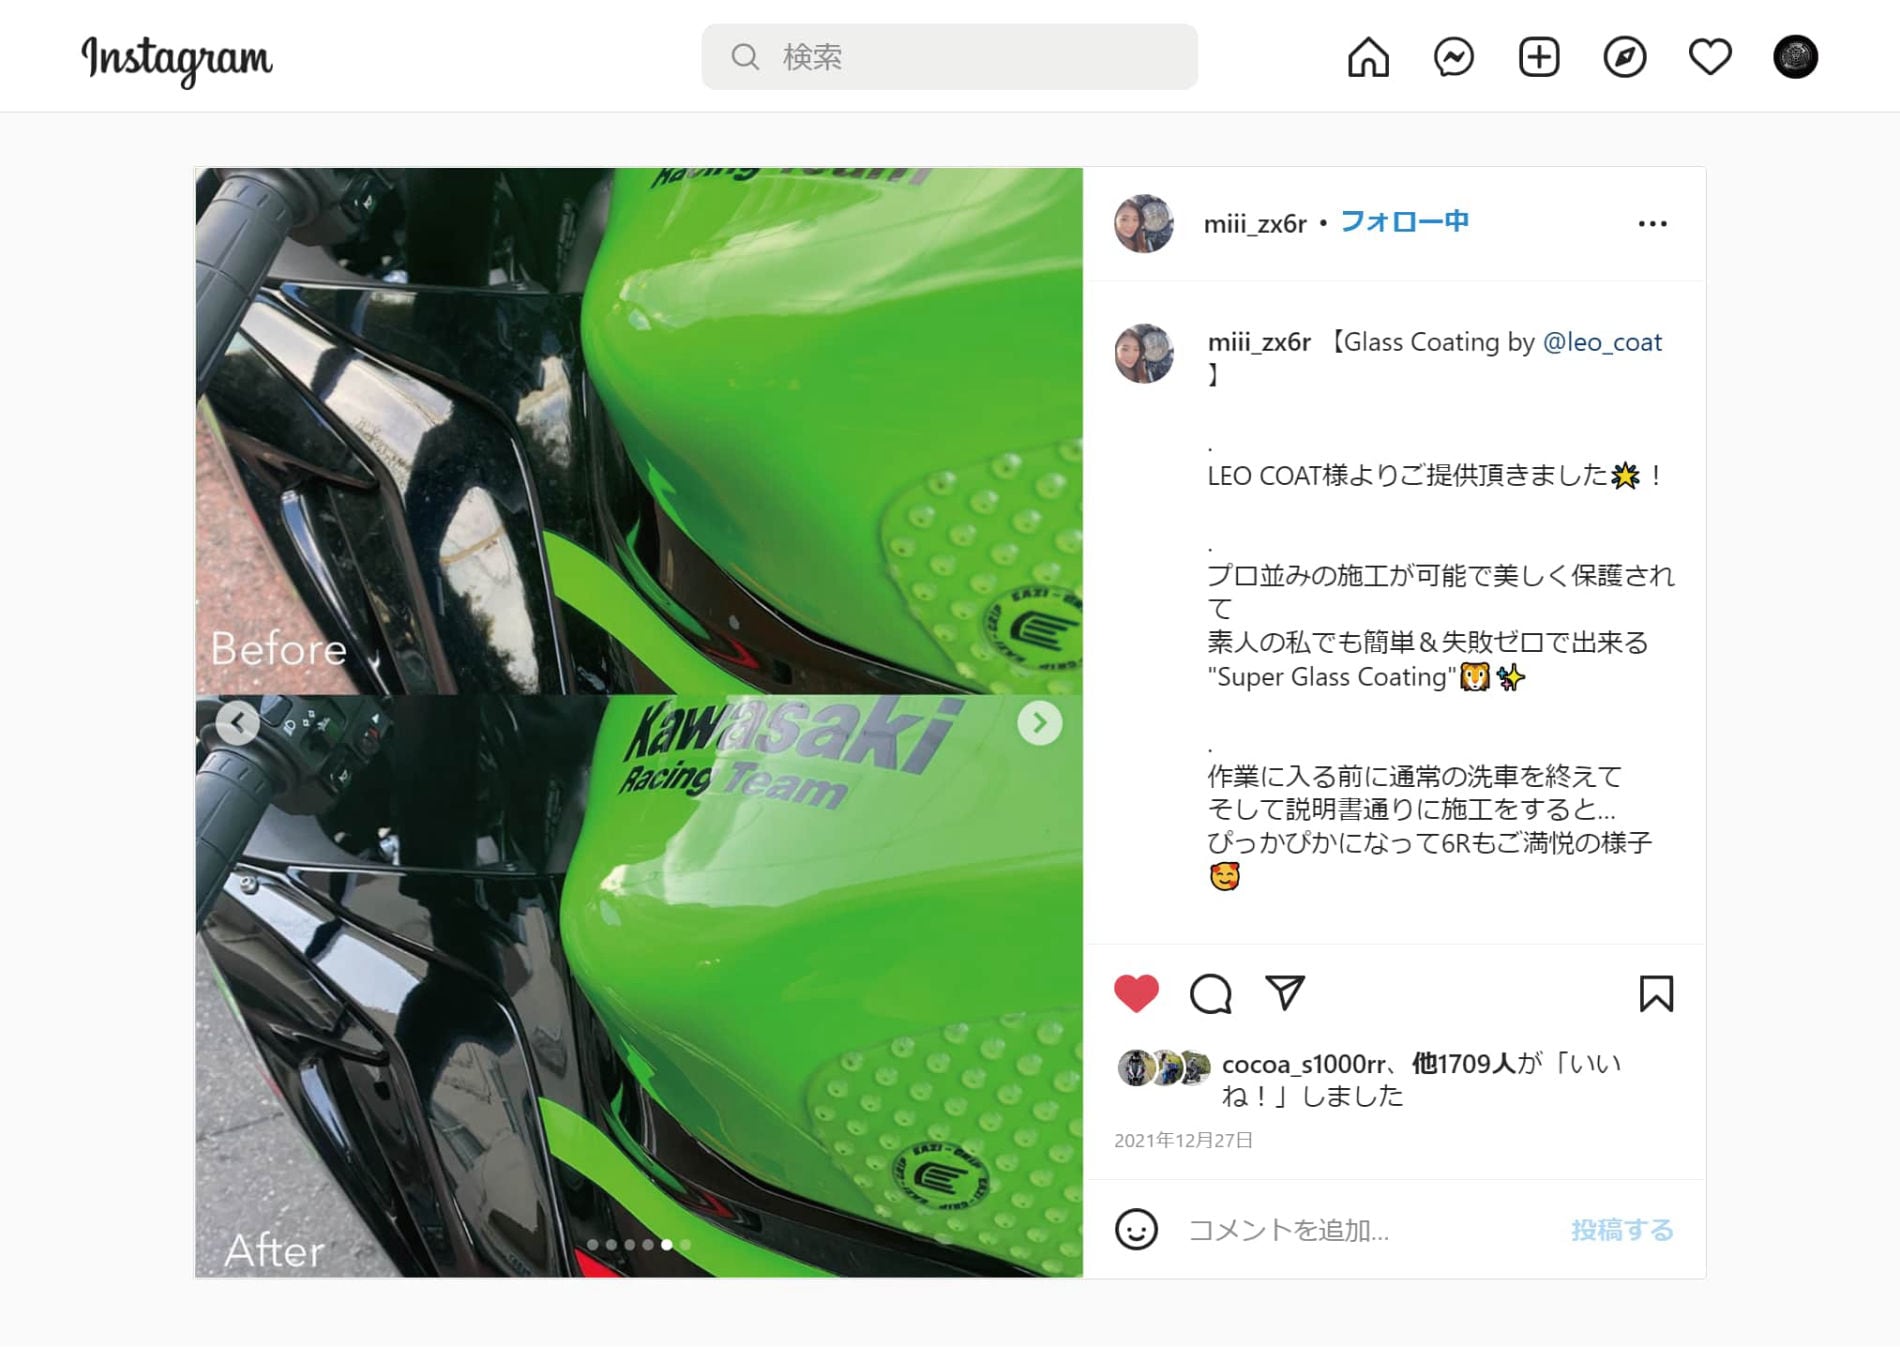 Instagram
検索
Racing Team
EAZI-GRIP
EAZI-GRIP
Before
Kawasaki
Racing Team
EAZI-GRIP
EAZI-GRIP
After
miii_zx6r • フォロー中
miii_zx6r 【Glass Coating by @leo_coat
】
.
LEO COAT様よりご提供頂きました🌟！
.
プロ並みの施工が可能で美しく保護され
て
素人の私でも簡単＆失敗ゼロで出来る
"Super Glass Coating"🐯✨
.
作業に入る前に通常の洗車を終えて
そして説明書通りに施工をすると...
ぴっかぴかになって6Rもご満悦の様子
🥰
cocoa_s1000rr、他1709人が「いい
ね！」しました
2021年12月27日
コメントを追加...
投稿する